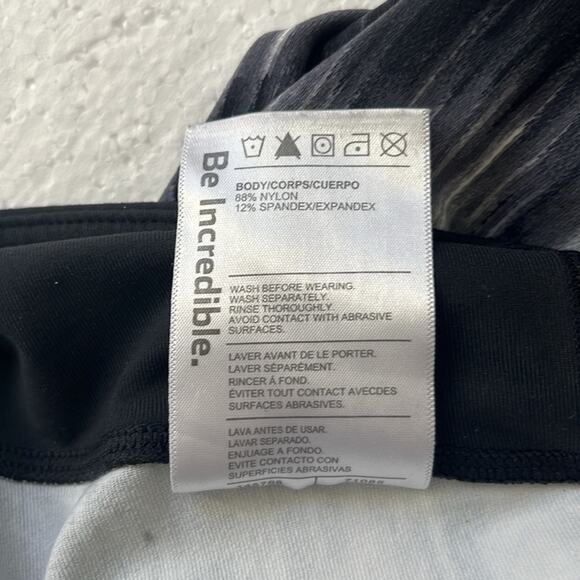 Be Incredible.
BODY/CORPS/CUERPO
88% NYLON
12% SPANDEX/EXPANDEX
WASH BEFORE WEARING.
WASH SEPARATELY.
RINSE THOROUGHLY.
AVOID CONTACT WITH ABRASIVE
SURFACES.
LAVER AVANT DE LE PORTER.
LAVER SÉPARÉMENT.
RINCER À FOND.
ÉVITER TOUT CONTACT AVECDES
SURFACES ABRASIVES.
LAVA ANTES DE USAR.
LAVAR SEPARADO.
ENJUAGE A FONDO.
EVITE CONTACTO CON
SUPERFICIES ABRASIVAS